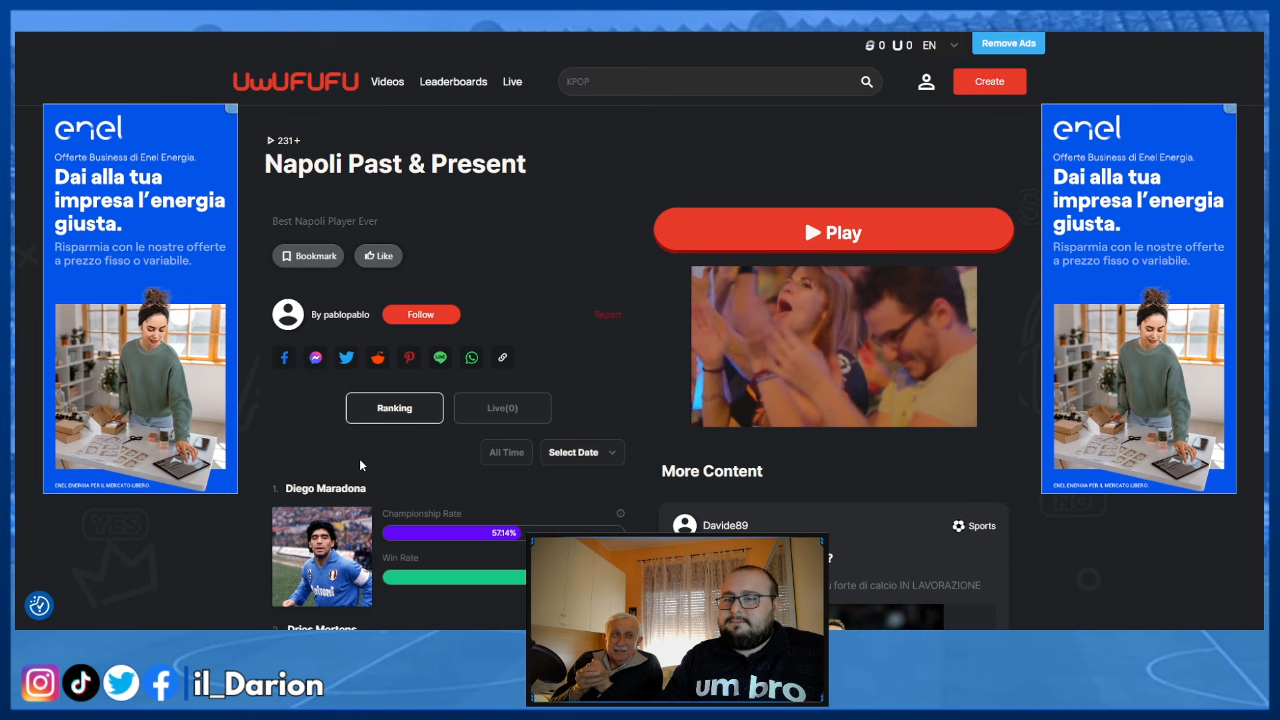 0 0 EN
Remove Ads
UWUFUFU Videos Leaderboards Live KPOP Create
enel
Offerte Business di Enel Energia.
Dai alla tua
impresa l'energia
giusta.
Risparmia con le nostre offerte
a prezzo fisso o variabile.
ENEL ENERGIA PER IL MERCATO LIBERO.
231+
Napoli Past & Present
Best Napoli Player Ever
Bookmark Like
By pablopablo Follow Report
Ranking Live(0)
All Time Select Date
1. Diego Maradona
Championship Rate
57.14%
Win Rate
2. Dries Mertens
Play
More Content
Davide89 Sports
?
forte di calcio IN LAVORAZIONE
enel
Offerte Business di Enel Energia.
Dai alla tua
impresa l'energia
giusta.
Risparmia con le nostre offerte
a prezzo fisso o variabile.
ENEL ENERGIA PER IL MERCATO LIBERO.
YES
NO
umbro
il_Darion